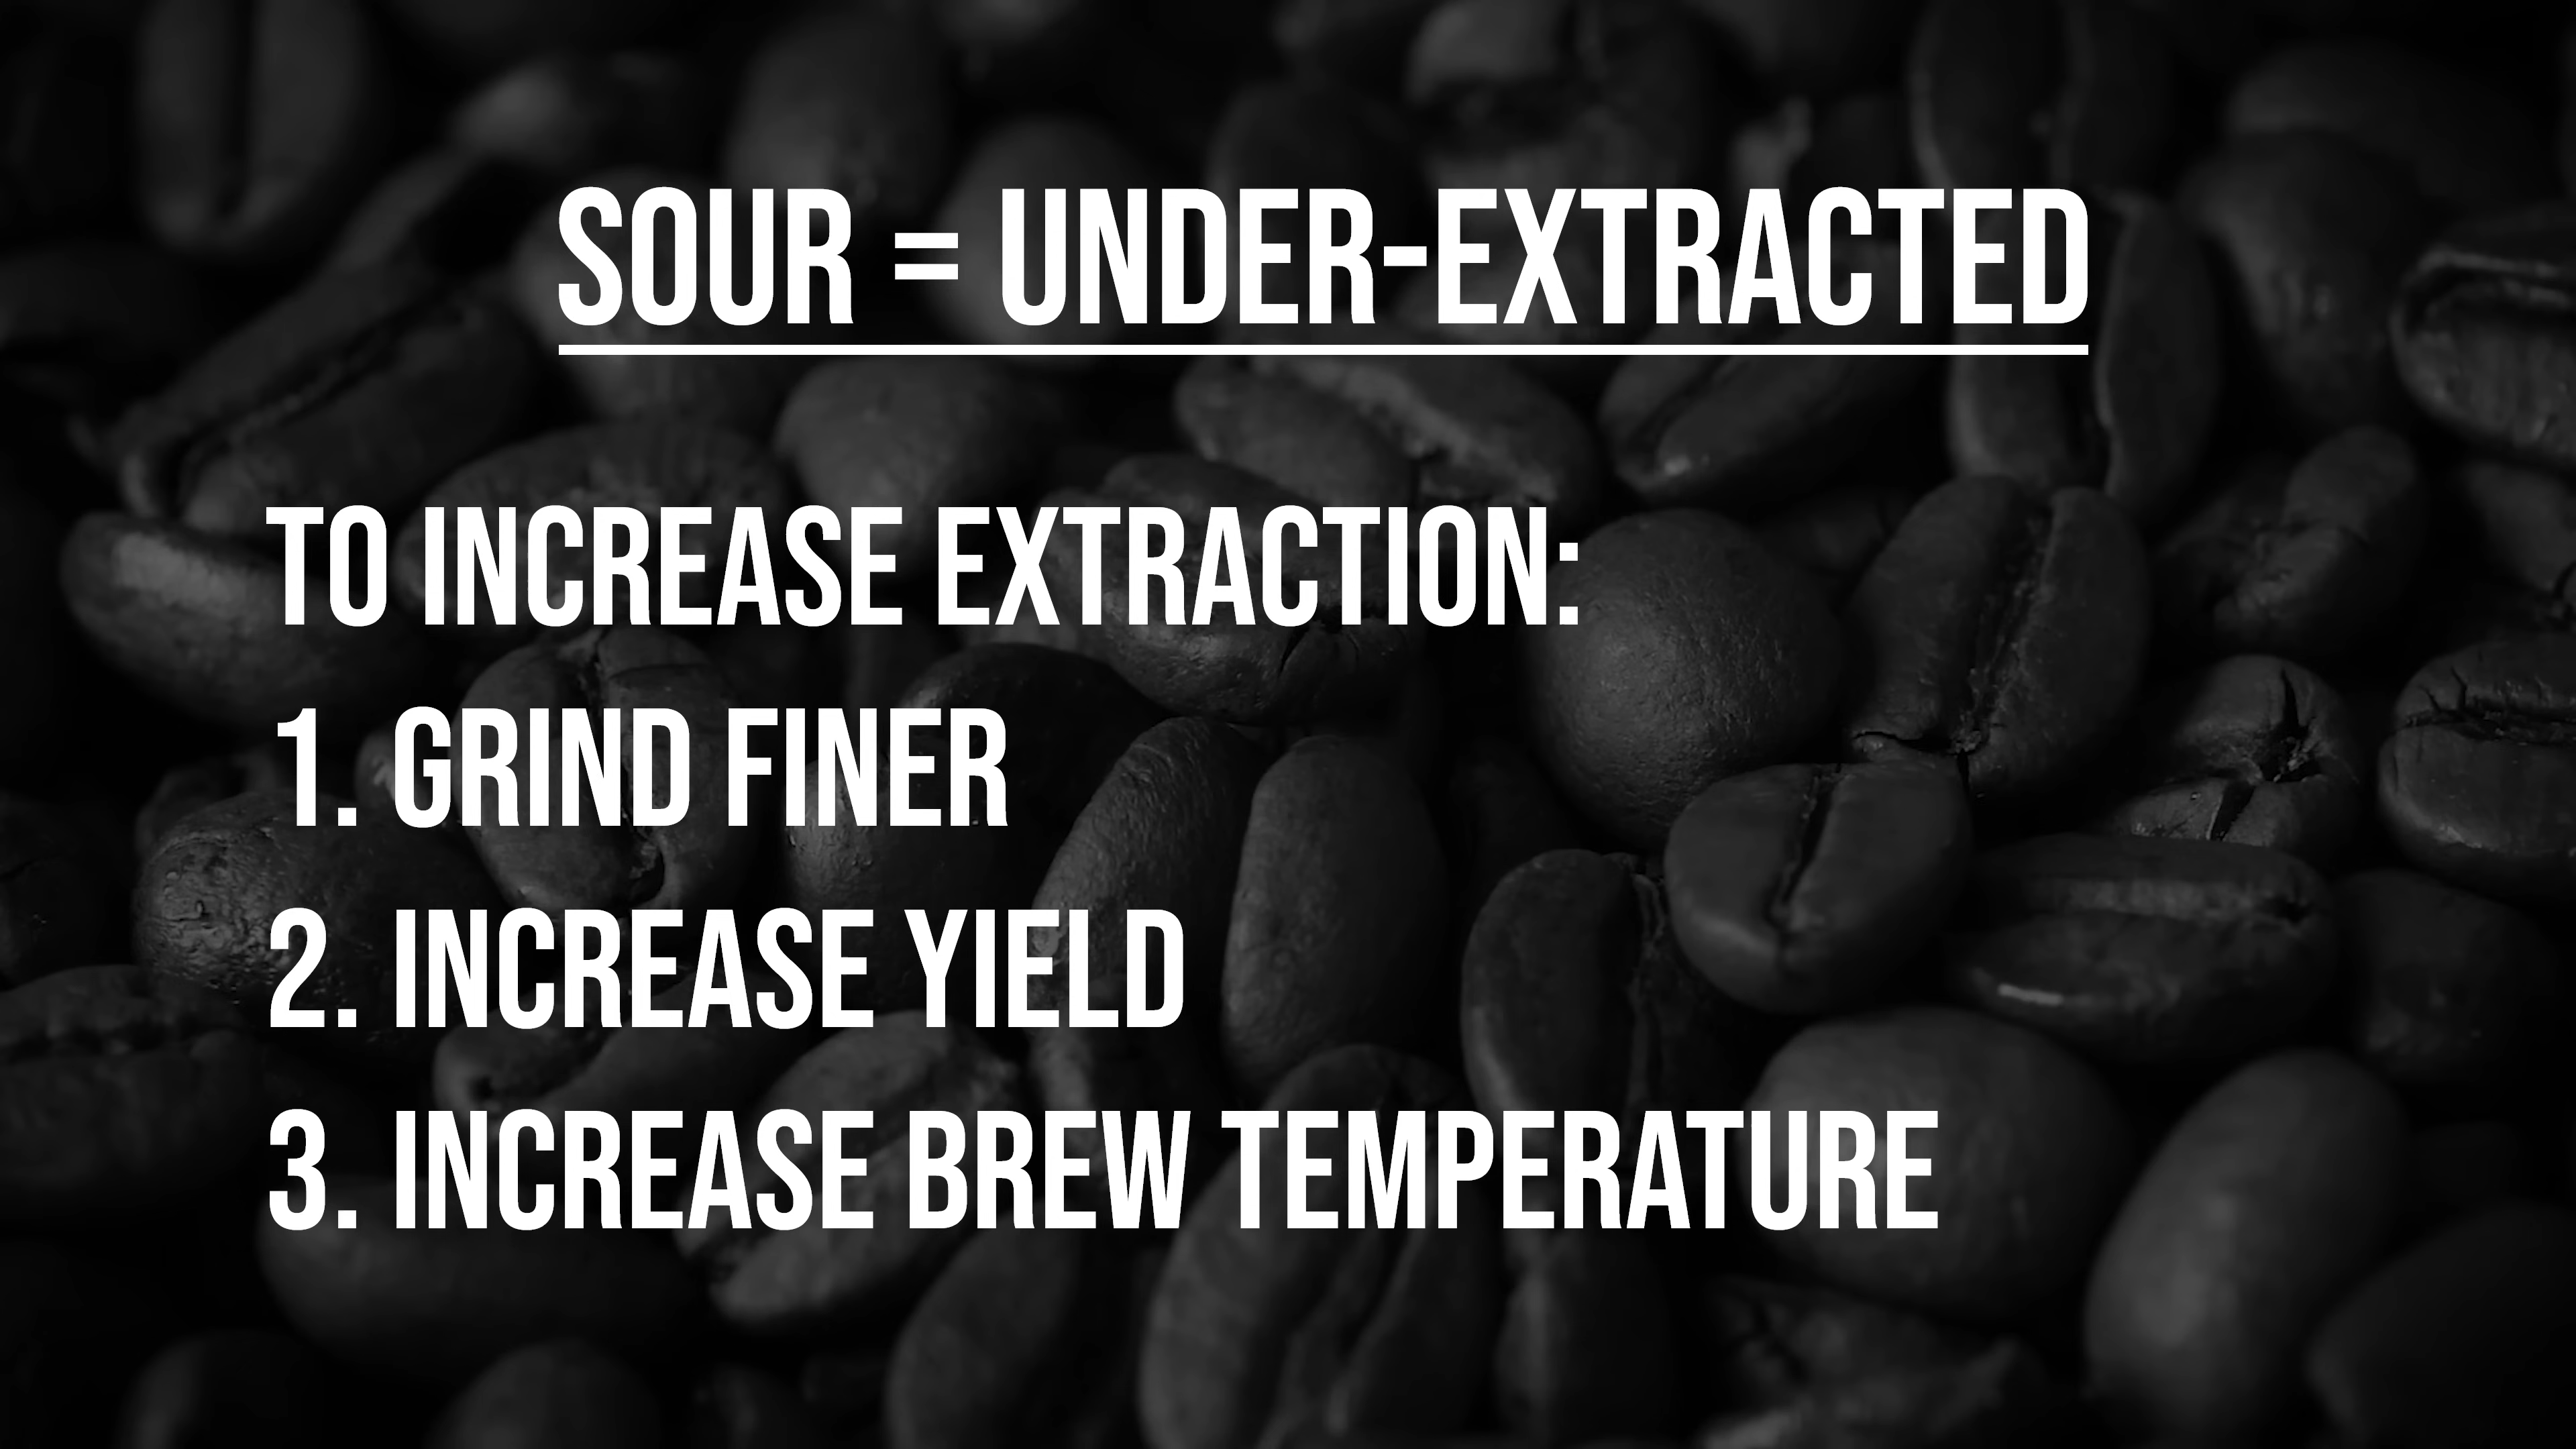 SOUR = UNDER-EXTRACTED
TO INCREASE EXTRACTION:
1. GRIND FINER
2. INCREASE YIELD
3. INCREASE BREW TEMPERATURE